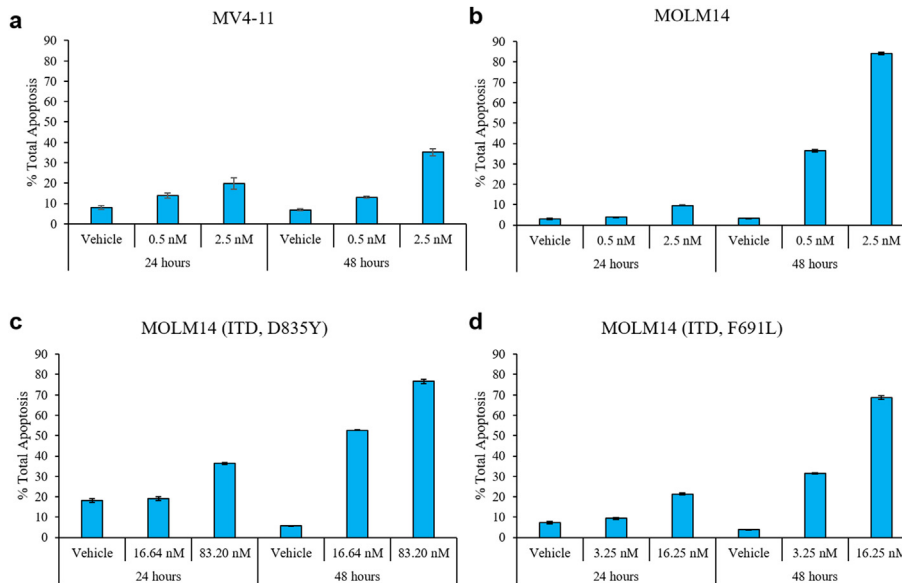 a
MV4-11
% Total Apoptosis
90
80
70
60
50
40
30
20
10
0
Vehicle 0.5 nM 2.5 nM Vehicle 0.5 nM 2.5 nM
24 hours 48 hours
b
MOLM14
% Total Apoptosis
90
80
70
60
50
40
30
20
10
0
Vehicle 0.5 nM 2.5 nM Vehicle 0.5 nM 2.5 nM
24 hours 48 hours
c
MOLM14 (ITD, D835Y)
% Total Apoptosis
90
80
70
60
50
40
30
20
10
0
Vehicle 16.64 nM 83.20 nM Vehicle 16.64 nM 83.20 nM
24 hours 48 hours
d
MOLM14 (ITD, F691L)
% Total Apoptosis
90
80
70
60
50
40
30
20
10
0
Vehicle 3.25 nM 16.25 nM Vehicle 3.25 nM 16.25 nM
24 hours 48 hours